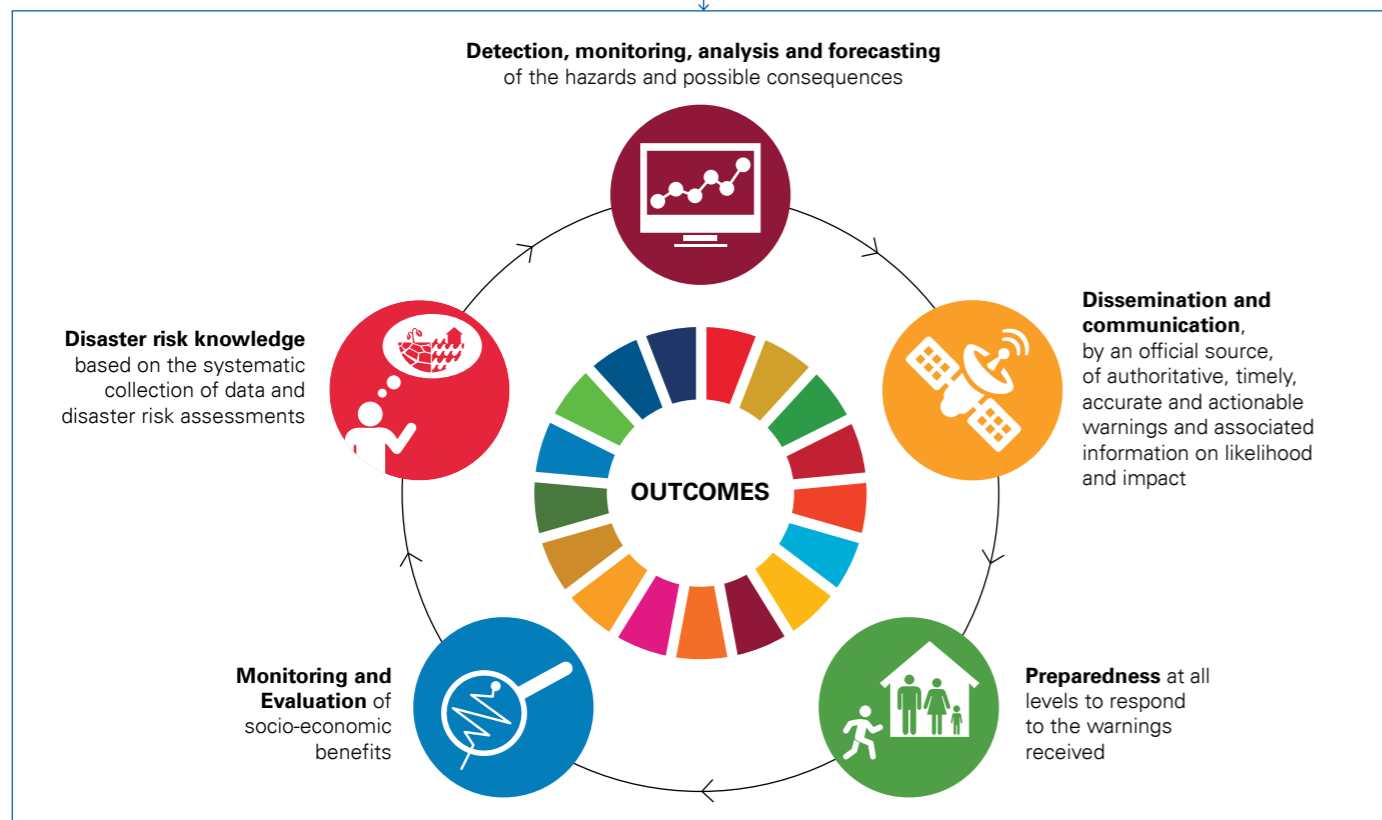 Detection, monitoring, analysis and forecasting
of the hazards and possible consequences
Disaster risk knowledge
based on the systematic
collection of data and
disaster risk assessments
Dissemination and
communication,
by an official source,
of authoritative, timely,
accurate and actionable
warnings and associated
information on likelihood
and impact
OUTCOMES
Monitoring and
Evaluation of
socio-economic
benefits
Preparedness at all
levels to respond
to the warnings
received